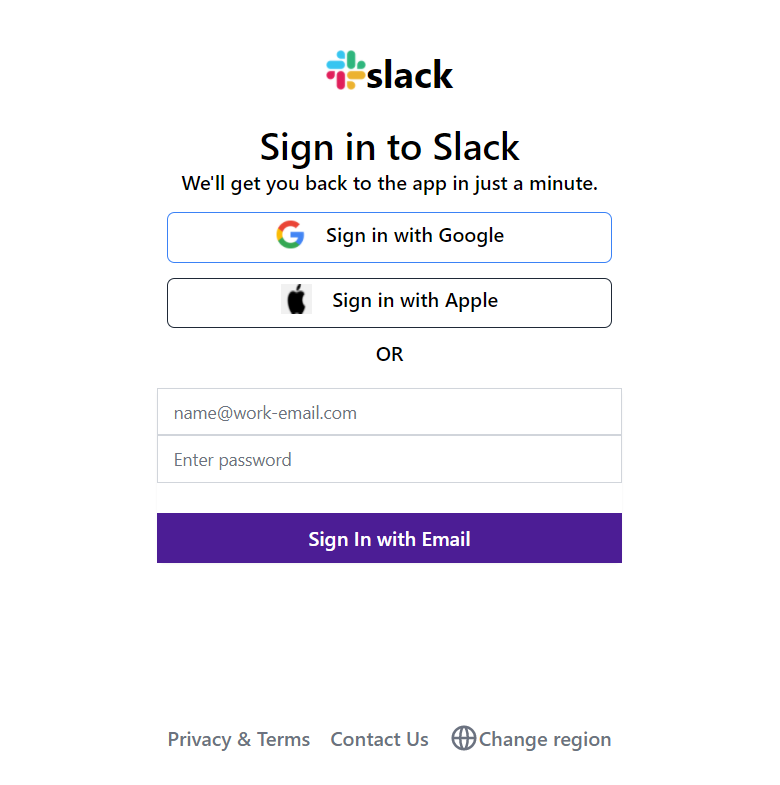 slack
Sign in to Slack
We'll get you back to the app in just a minute.
Sign in with Google
Sign in with Apple
OR
name@work-email.com
Enter password
Sign In with Email
Privacy & Terms Contact Us Change region